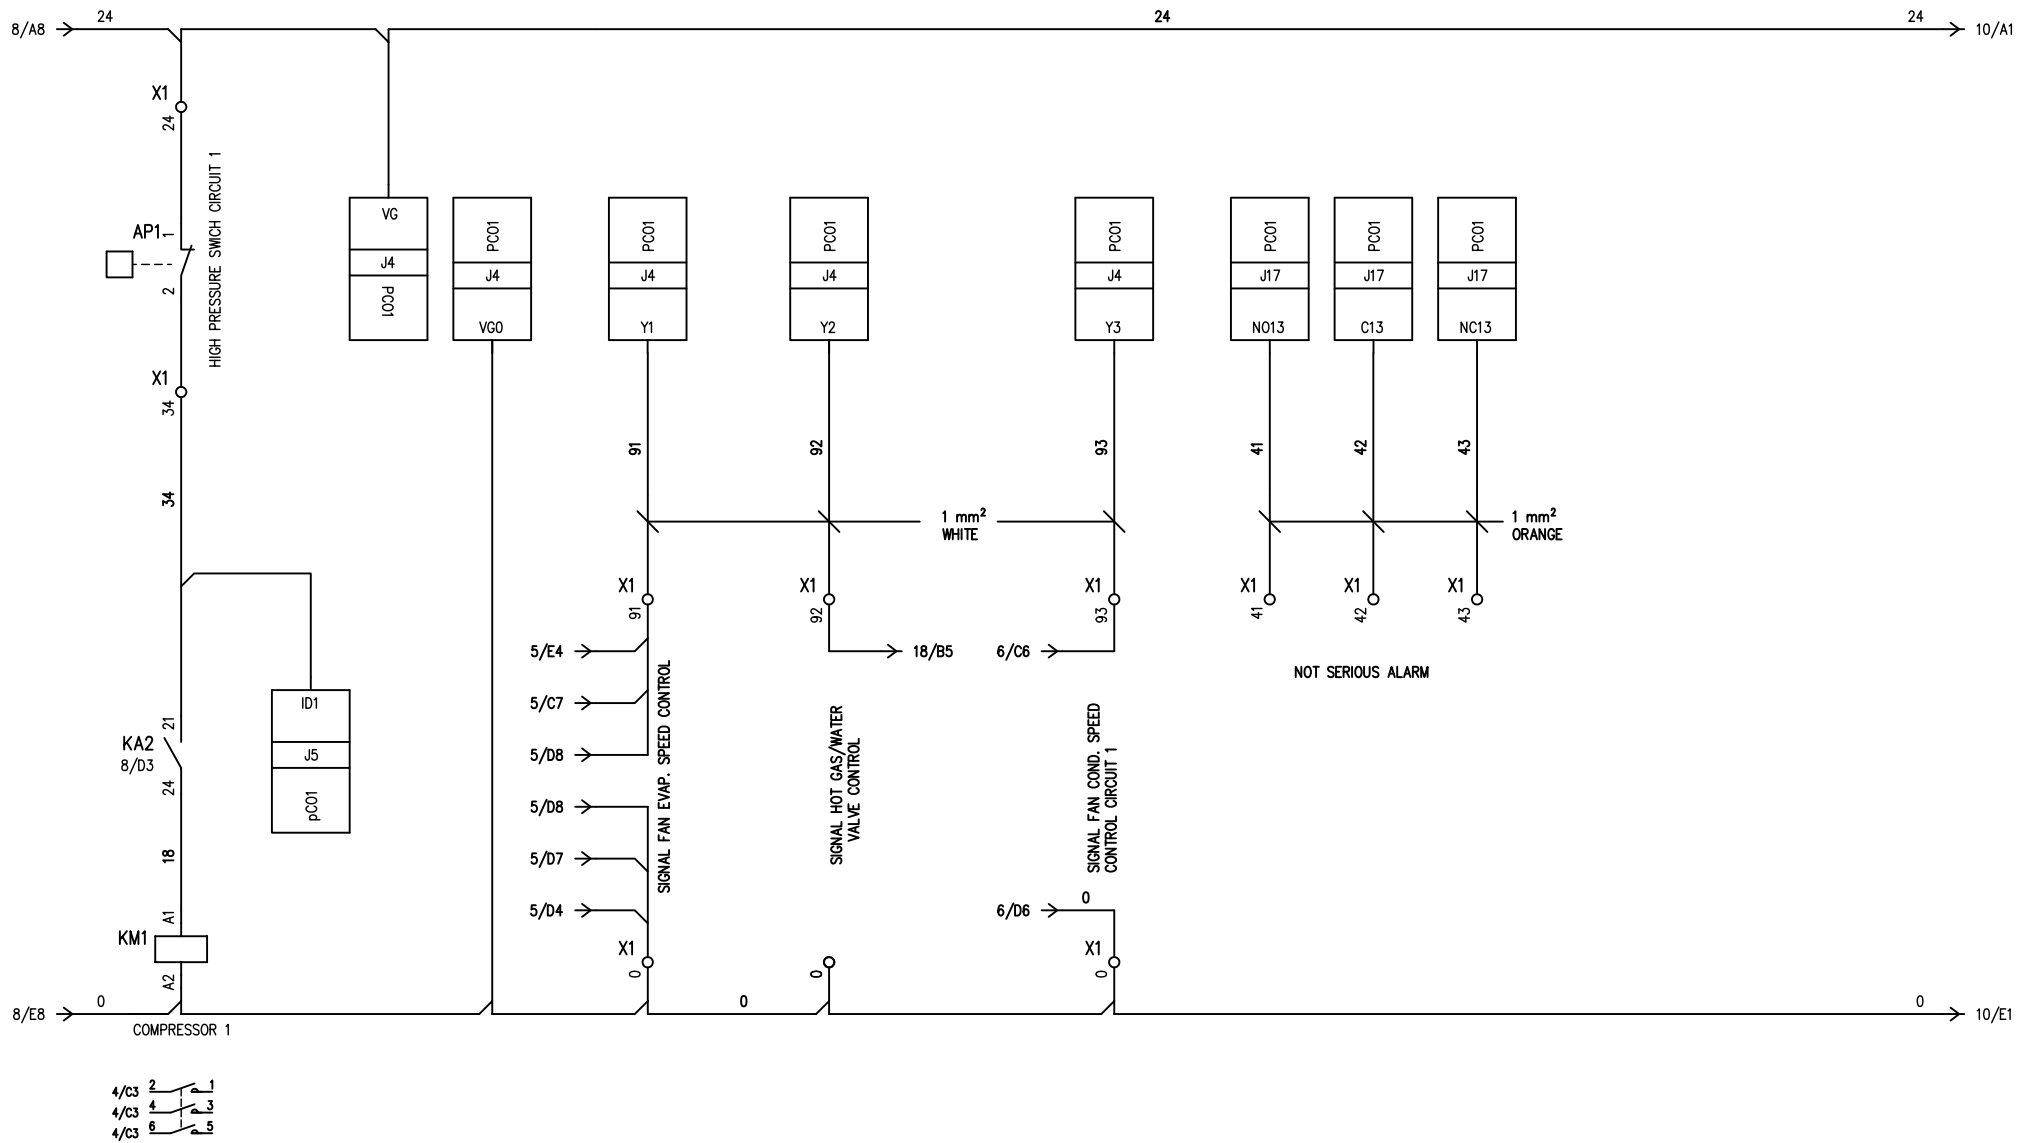 24
24
24
8/A8
10/A1
X1
24
HIGH PRESSURE SWICH CIRCUIT 1
AP1
1
2
X1
34
34
VG
J4
PCO1
PCO1
J4
VG0
PCO1
J4
Y1
PCO1
J4
Y2
PCO1
J4
Y3
PCO1
J17
NO13
PCO1
J17
C13
PCO1
J17
NC13
91
92
93
41
42
43
1 mm²
WHITE
1 mm²
ORANGE
X1
91
X1
92
X1
93
X1
41
X1
42
X1
43
5/E4
18/B5
6/C6
NOT SERIOUS ALARM
5/C7
5/D8
5/D8
5/D7
5/D4
SIGNAL FAN EVAP. SPEED CONTROL
SIGNAL HOT GAS/WATER
VALVE CONTROL
SIGNAL FAN COND. SPEED
CONTROL CIRCUIT 1
ID1
J5
pCO1
21
KA2
8/D3
24
18
A1
KM1
A2
6/D6
0
X1
0
0
X1
0
8/E8
0
0
0
10/E1
COMPRESSOR 1
4/C3 2 1
4/C3 4 3
4/C3 6 5